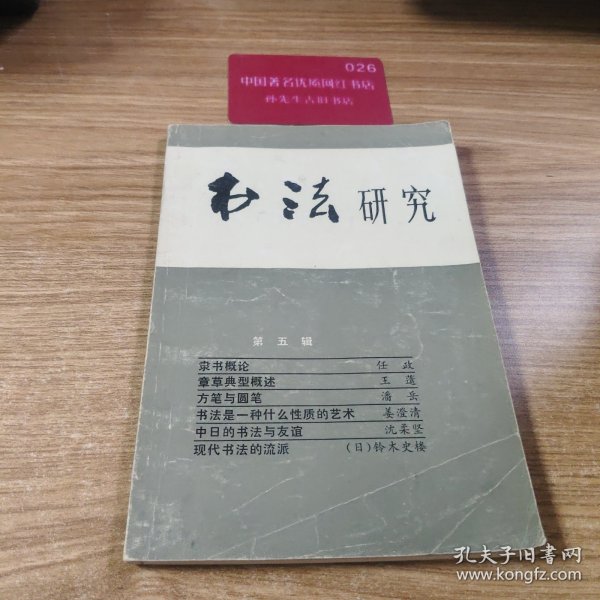 026
中国著名优质网红书店
孙先生古旧书店
书法研究
第五辑
隶书概论 任政
章草典型概述 王蘧
方笔与圆笔 潘岳
书法是一种什么性质的艺术 姜澄清
中日的书法与友谊 沈柔坚
现代书法的流派 (日)铃木史楼
孔夫子旧书网
www.kongfz.com